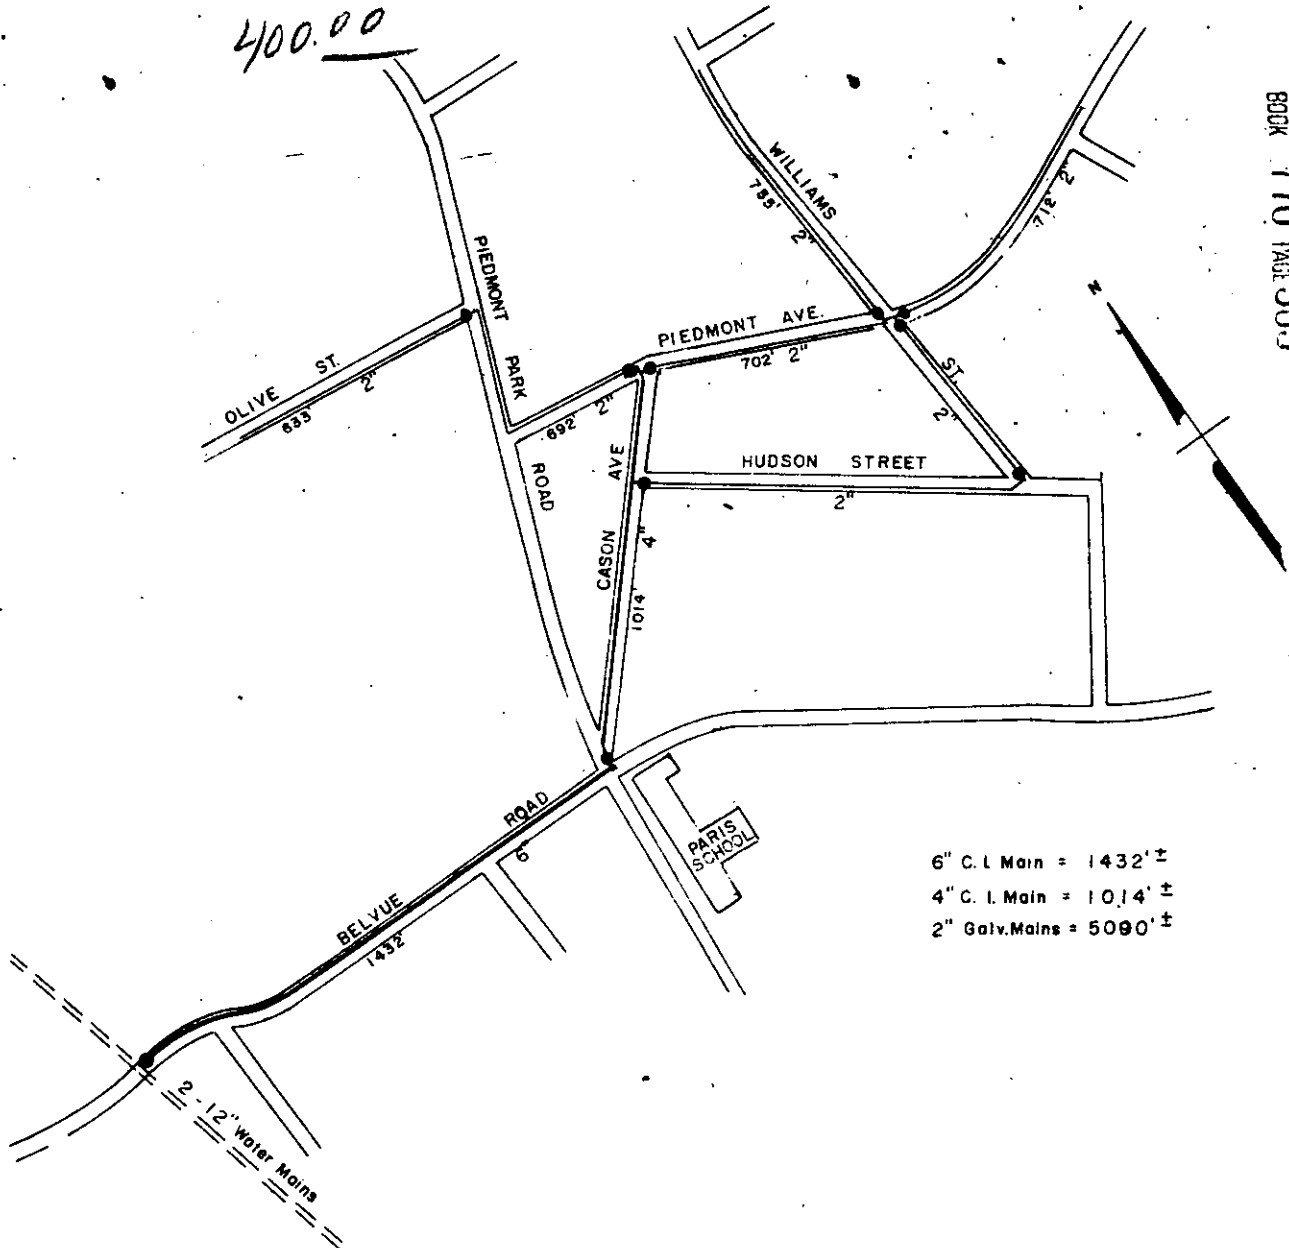 400.00
BOOK
PIEDMONT PARK ROAD
WILLIAMS ST.
755' 2"
712' 2"
N
OLIVE ST.
633' 2"
PIEDMONT AVE.
702' 2"
692' 2"
2"
HUDSON STREET
2"
CASON AVE
4"
1014'
BELVUE ROAD
6"
1432'
PARIS
SCHOOL
6" C. I. Main = 1432' ±
4" C. I. Main = 1014' ±
2" Galv. Mains = 5090' ±
2 - 12" Water Mains